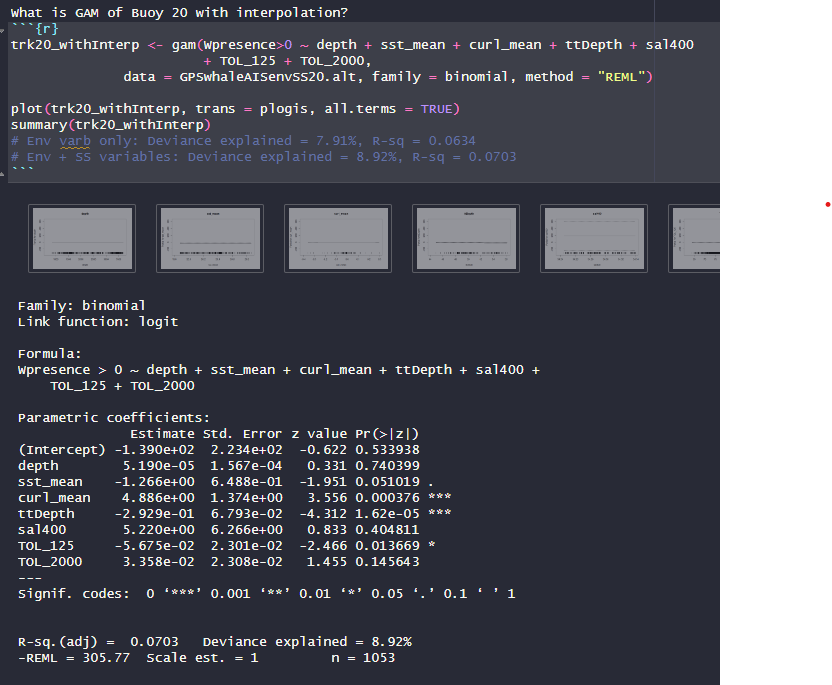 What is GAM of Buoy 20 with interpolation?
```{r}
trk20_withInterp <- gam(Wpresence>0 ~ depth + sst_mean + curl_mean + ttDepth + sal400
+ TOL_125 + TOL_2000,
data = GPSwhaleAISenvSS20.alt, family = binomial, method = "REML")
plot(trk20_withInterp, trans = plogis, all.terms = TRUE)
summary(trk20_withInterp)
# Env varb only: Deviance explained = 7.91%, R-sq = 0.0634
# Env + SS variables: Deviance explained = 8.92%, R-sq = 0.0703
```
Family: binomial
Link function: logit
Formula:
Wpresence > 0 ~ depth + sst_mean + curl_mean + ttDepth + sal400 +
TOL_125 + TOL_2000
Parametric coefficients:
Estimate Std. Error z value Pr(>|z|)
(Intercept) -1.390e+02 2.234e+02 -0.622 0.533938
depth 5.190e-05 1.567e-04 0.331 0.740399
sst_mean -1.266e+00 6.488e-01 -1.951 0.051019 .
curl_mean 4.886e+00 1.374e+00 3.556 0.000376 ***
ttDepth -2.929e-01 6.793e-02 -4.312 1.62e-05 ***
sal400 5.220e+00 6.266e+00 0.833 0.404811
TOL_125 -5.675e-02 2.301e-02 -2.466 0.013669 *
TOL_2000 3.358e-02 2.308e-02 1.455 0.145643
---
Signif. codes: 0 ‘***’ 0.001 ‘**’ 0.01 ‘*’ 0.05 ‘.’ 0.1 ‘ ’ 1
R-sq.(adj) = 0.0703 Deviance explained = 8.92%
-REML = 305.77 Scale est. = 1 n = 1053